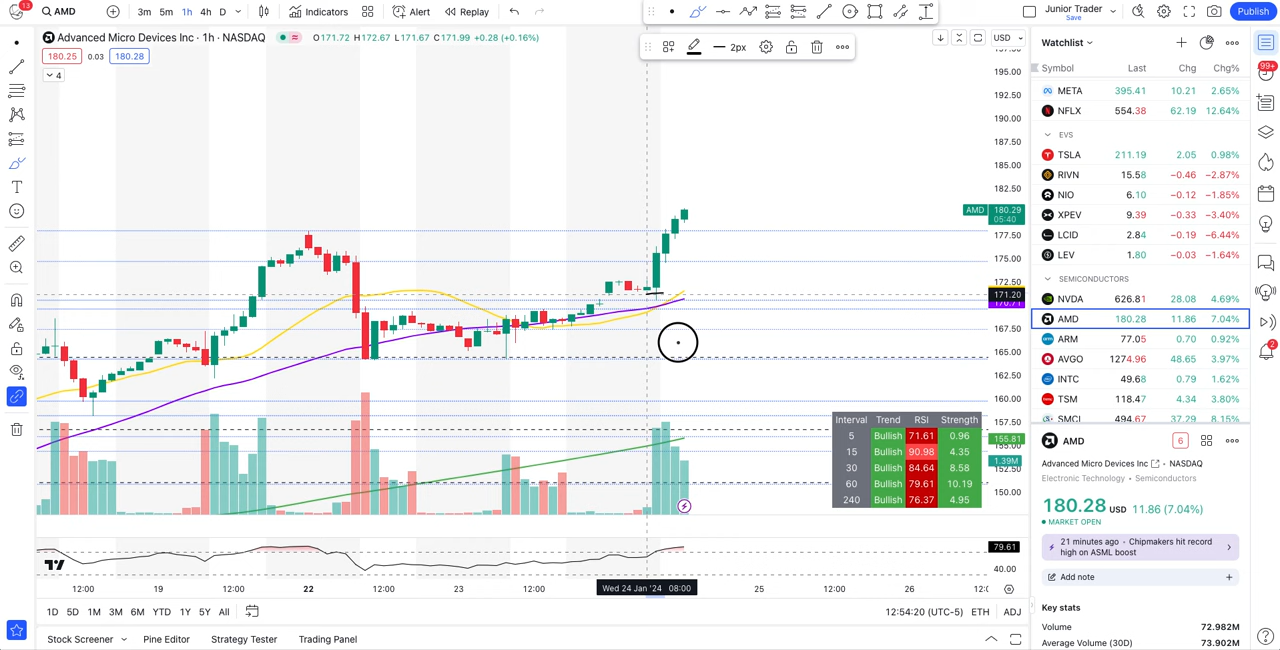 13 AMD 3m 5m 1h 4h D Indicators Alert Replay Junior Trader Save Publish
Advanced Micro Devices Inc · 1h · NASDAQ O171.72 H172.67 L171.67 C171.99 +0.28 (+0.16%)
180.25 0.03 180.28
4
2px
USD
195.00
192.50
190.00
187.50
185.00
182.50
AMD 180.29
05:40
177.50
175.00
172.50
171.20
167.50
165.00
162.50
160.00
157.50
155.81
1.39M
152.50
150.00
79.61
40.00
Interval Trend RSI Strength
5 Bullish 71.61 0.96
15 Bullish 90.98 4.35
30 Bullish 84.64 8.58
60 Bullish 79.61 10.19
240 Bullish 76.37 4.95
12:00 19 12:00 22 12:00 23 12:00 Wed 24 Jan '24 08:00 25 12:00 26
1D 5D 1M 3M 6M YTD 1Y 5Y All 12:54:20 (UTC-5) ETH ADJ
Stock Screener Pine Editor Strategy Tester Trading Panel
Watchlist
Symbol Last Chg Chg%
META 395.41 10.21 2.65%
NFLX 554.38 62.19 12.64%
EVS
TSLA 211.19 2.05 0.98%
RIVN 15.58 −0.46 −2.87%
NIO 6.10 −0.12 −1.85%
XPEV 9.39 −0.33 −3.40%
LCID 2.84 −0.19 −6.44%
LEV 1.80 −0.03 −1.64%
SEMICONDUCTORS
NVDA 626.81 28.08 4.69%
AMD 180.28 11.86 7.04%
ARM 77.05 0.70 0.92%
AVGO 1274.96 48.65 3.97%
INTC 49.68 0.79 1.62%
TSM 118.47 4.34 3.80%
SMCI 494.67 37.29 8.15%
AMD 6
Advanced Micro Devices Inc • NASDAQ
Electronic Technology • Semiconductors
180.28 USD 11.86 (7.04%)
MARKET OPEN
21 minutes ago · Chipmakers hit record
high on ASML boost
Add note
Key stats
Volume 72.982M
Average Volume (30D) 73.902M
99+
2